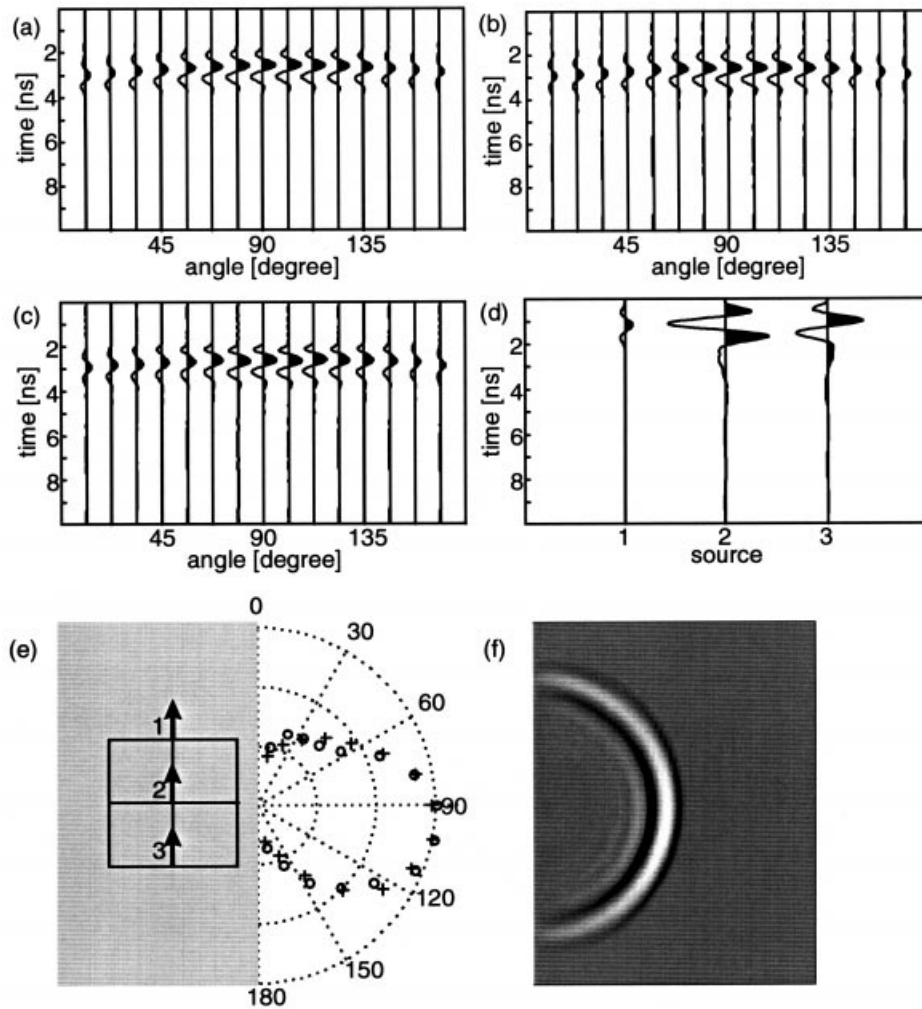 (a)
time [ns]
2
4
6
8
45 90 135
angle [degree]
(b)
time [ns]
2
4
6
8
45 90 135
angle [degree]
(c)
time [ns]
2
4
6
8
45 90 135
angle [degree]
(d)
time [ns]
2
4
6
8
1 2 3
source
(e)
1
2
3
0
30
60
90
120
150
180
(f)